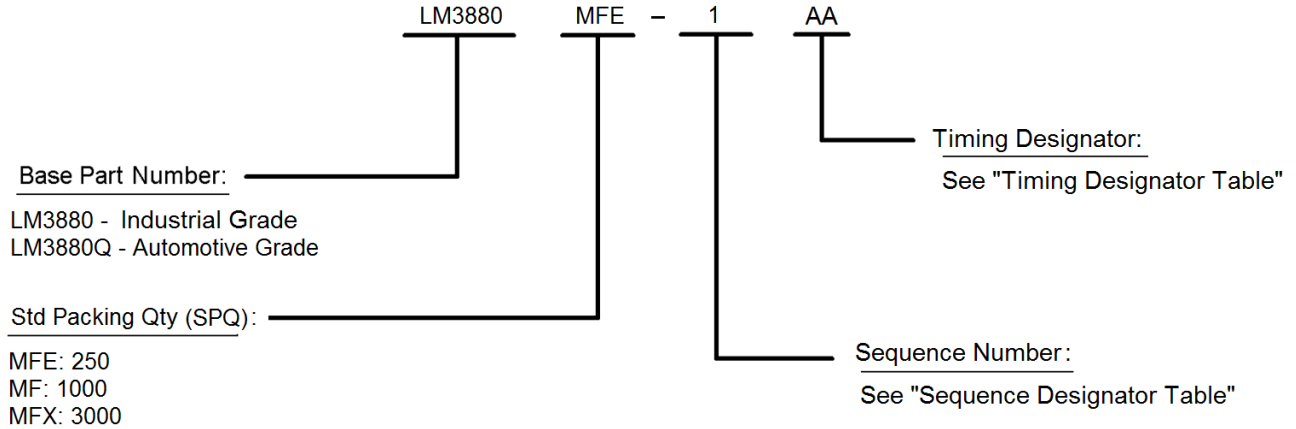 LM3880 MFE – 1 AA
Timing Designator:
See "Timing Designator Table"
Base Part Number:
LM3880 - Industrial Grade
LM3880Q - Automotive Grade
Std Packing Qty (SPQ):
MFE: 250
MF: 1000
MFX: 3000
Sequence Number:
See "Sequence Designator Table"